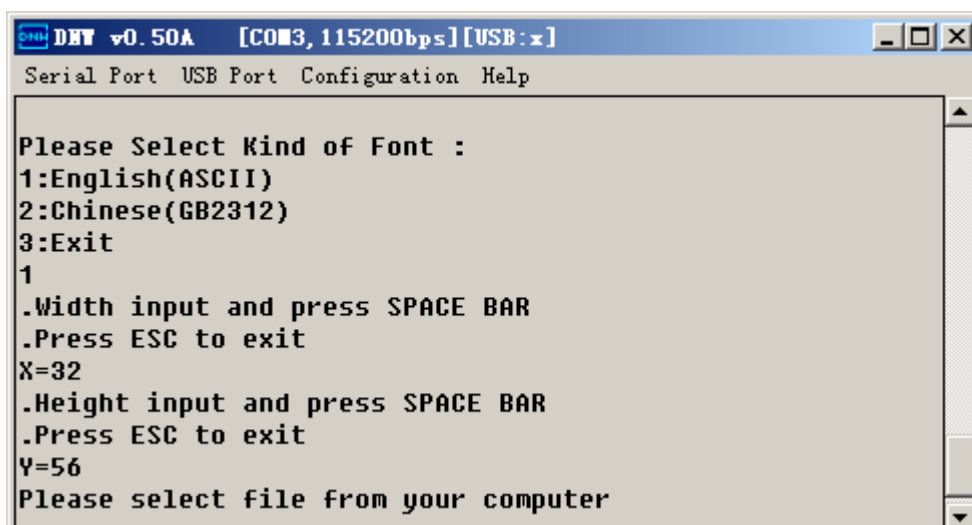 DNW v0.50A [COM3,115200bps][USB:x]
Serial Port USB Port Configuration Help
Please Select Kind of Font :
1:English(ASCII)
2:Chinese(GB2312)
3:Exit
1
.Width input and press SPACE BAR
.Press ESC to exit
X=32
.Height input and press SPACE BAR
.Press ESC to exit
Y=56
Please select file from your computer